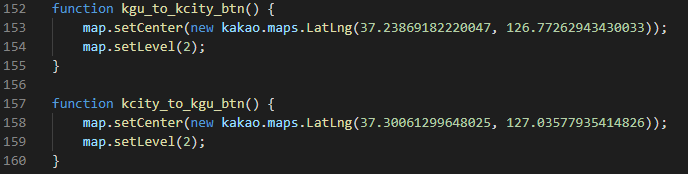 152 function kgu_to_kcity_btn() {
153     map.setCenter(new kakao.maps.LatLng(37.23869182220047, 126.77262943430033));
154     map.setLevel(2);
155 }
156
157 function kcity_to_kgu_btn() {
158     map.setCenter(new kakao.maps.LatLng(37.30061299648025, 127.03577935414826));
159     map.setLevel(2);
160 }